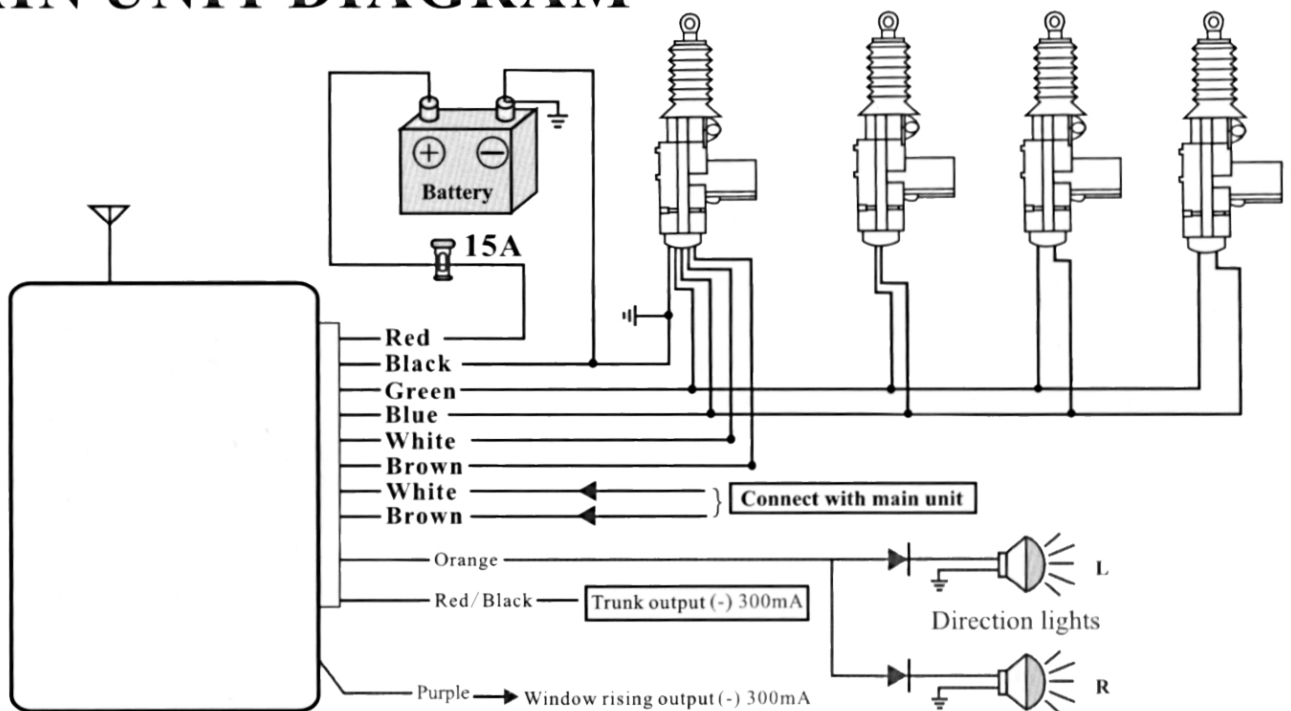 UNIT DIAGRAM
Battery
15A
Red
Black
Green
Blue
White
Brown
White
Brown
Connect with main unit
Orange
L
Red/Black
Trunk output (-) 300mA
Direction lights
Purple
Window rising output (-) 300mA
R